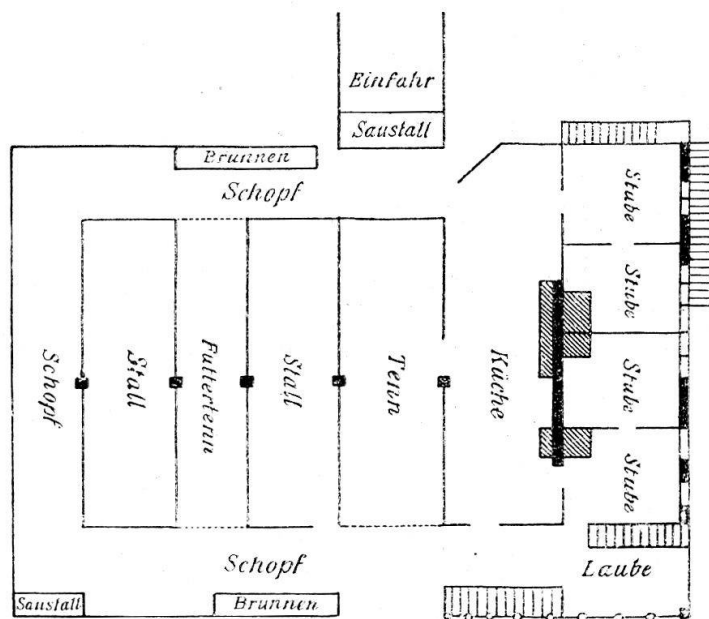 Einfahr
Saustall
Brunnen
Schopf
Stube
Stube
Stube
Stube
Schopf
Stall
Futtertenn
Stall
Tenn
Küche
Schopf
Laube
Saustall
Brunnen